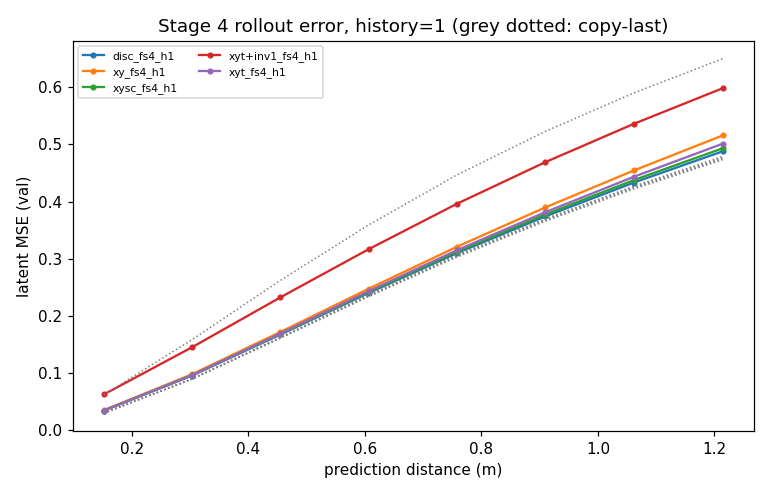 Stage 4 rollout error, history=1 (grey dotted: copy-last)
disc_fs4_h1
xy_fs4_h1
xysc_fs4_h1
xyt+inv1_fs4_h1
xyt_fs4_h1
latent MSE (val)
0.6
0.5
0.4
0.3
0.2
0.1
0.0
0.2 0.4 0.6 0.8 1.0 1.2
prediction distance (m)